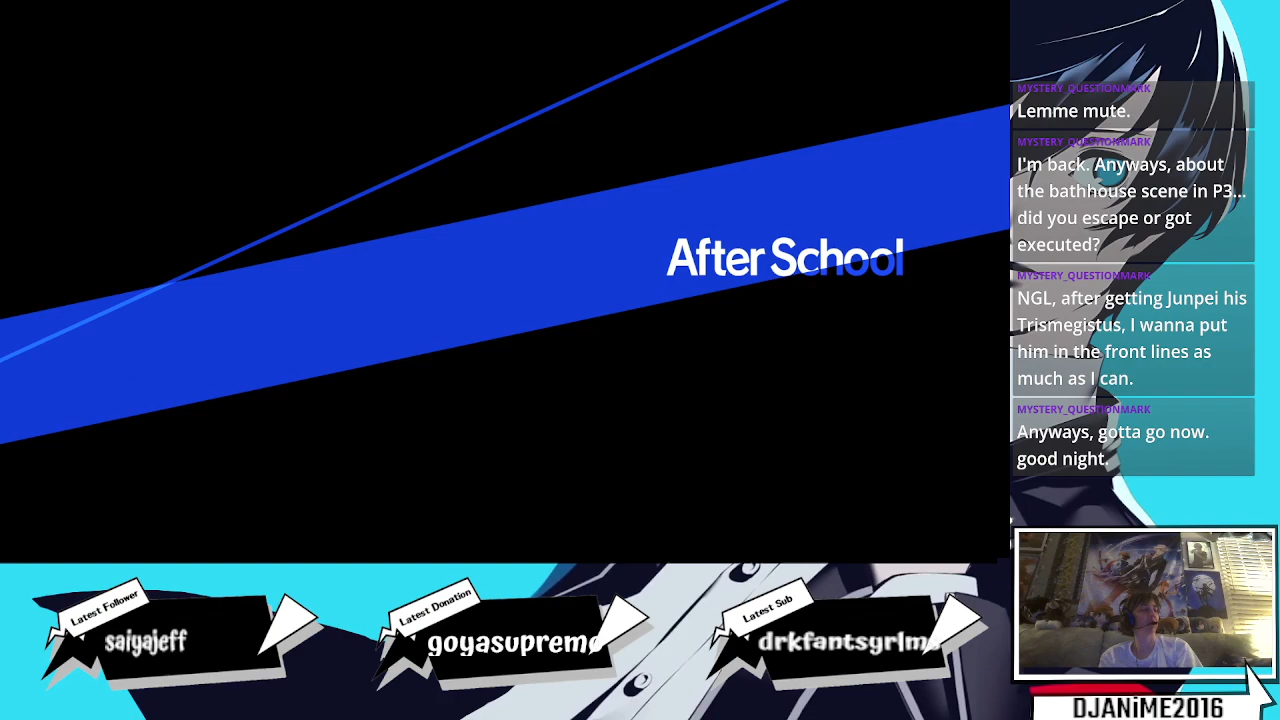 After School
MYSTERY_QUESTIONMARK
Lemme mute.
MYSTERY_QUESTIONMARK
I'm back. Anyways, about
the bathhouse scene in P3...
did you escape or got
executed?
MYSTERY_QUESTIONMARK
NGL, after getting Junpei his
Trismegistus, I wanna put
him in the front lines as
much as I can.
MYSTERY_QUESTIONMARK
Anyways, gotta go now.
good night.
Latest Follower
saiyajeff
Latest Donation
goyasupreme
Latest Sub
drkfantsyrlms
DJANiME2016